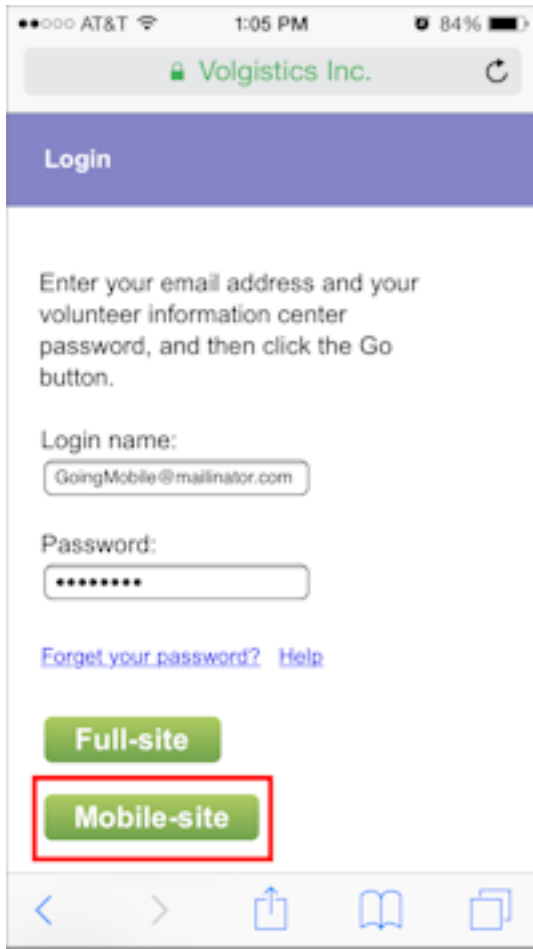 AT&T 1:05 PM 84%
Volgistics Inc.
Login
Enter your email address and your
volunteer information center
password, and then click the Go
button.
Login name:
GoingMobile@mailinator.com
Password:
••••••••
Forget your password? Help
Full-site
Mobile-site